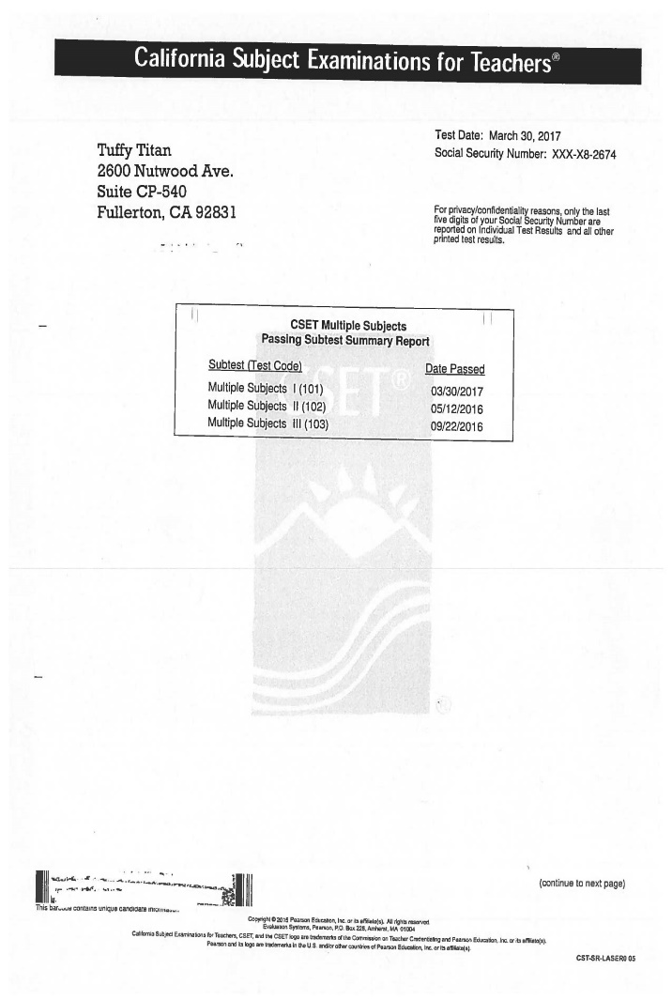 California Subject Examinations for Teachers®
Tuffy Titan
2600 Nutwood Ave.
Suite CP-540
Fullerton, CA 92831
Test Date: March 30, 2017
Social Security Number: XXX-X8-2674
For privacy/confidentiality reasons, only the last
five digits of your Social Security Number are
reported on Individual Test Results and all other
printed test results.
CSET Multiple Subjects
Passing Subtest Summary Report
Subtest (Test Code) Date Passed
Multiple Subjects I (101) 03/30/2017
Multiple Subjects II (102) 05/12/2016
Multiple Subjects III (103) 09/22/2016
CSET®
(continue to next page)
This barcode contains unique candidate information.
Copyright © 2015 Pearson Education, Inc. or its affiliate(s). All rights reserved.
Evaluation Systems, Pearson, P.O. Box 226, Amherst, MA 01004
California Subject Examinations for Teachers, CSET, and the CSET logo are trademarks of the Commission on Teacher Credentialing and Pearson Education, Inc. or its affiliate(s).
Pearson and its logo are trademarks in the U.S. and/or other countries of Pearson Education, Inc. or its affiliate(s).
CST-SR-LASER0 05